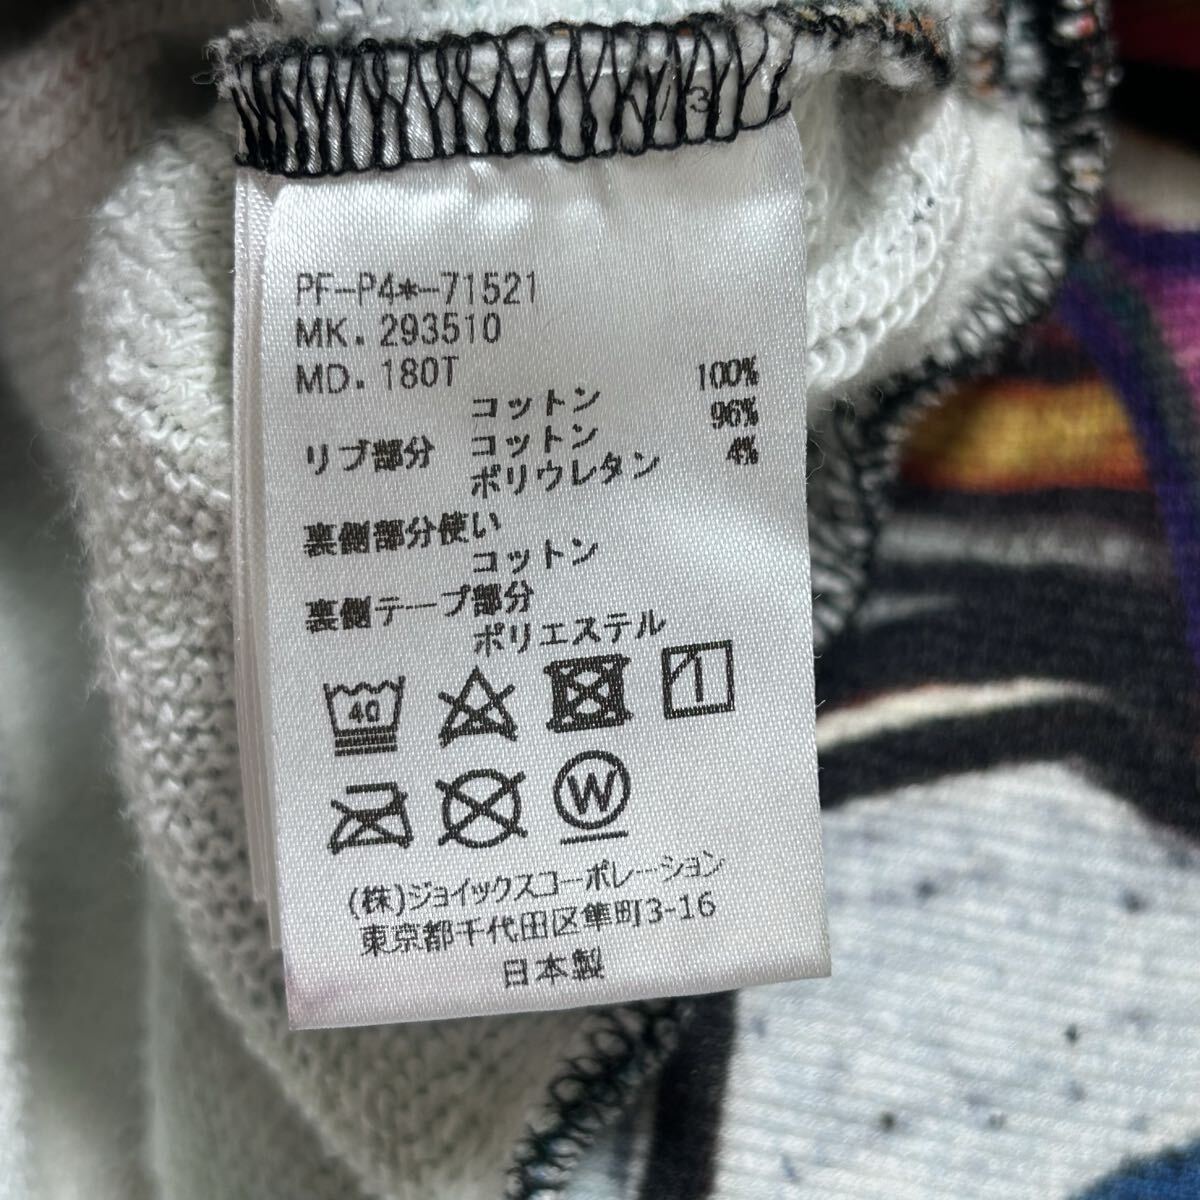 PF-P4*-71521
MK. 293510
MD. 180T
コットン 100%
リブ部分 コットン 96%
ポリウレタン 4%
裏側部分使い
コットン
裏側テープ部分
ポリエステル
40
W
(株)ジョイックスコーポレーション
東京都千代田区隼町3-16
日本製